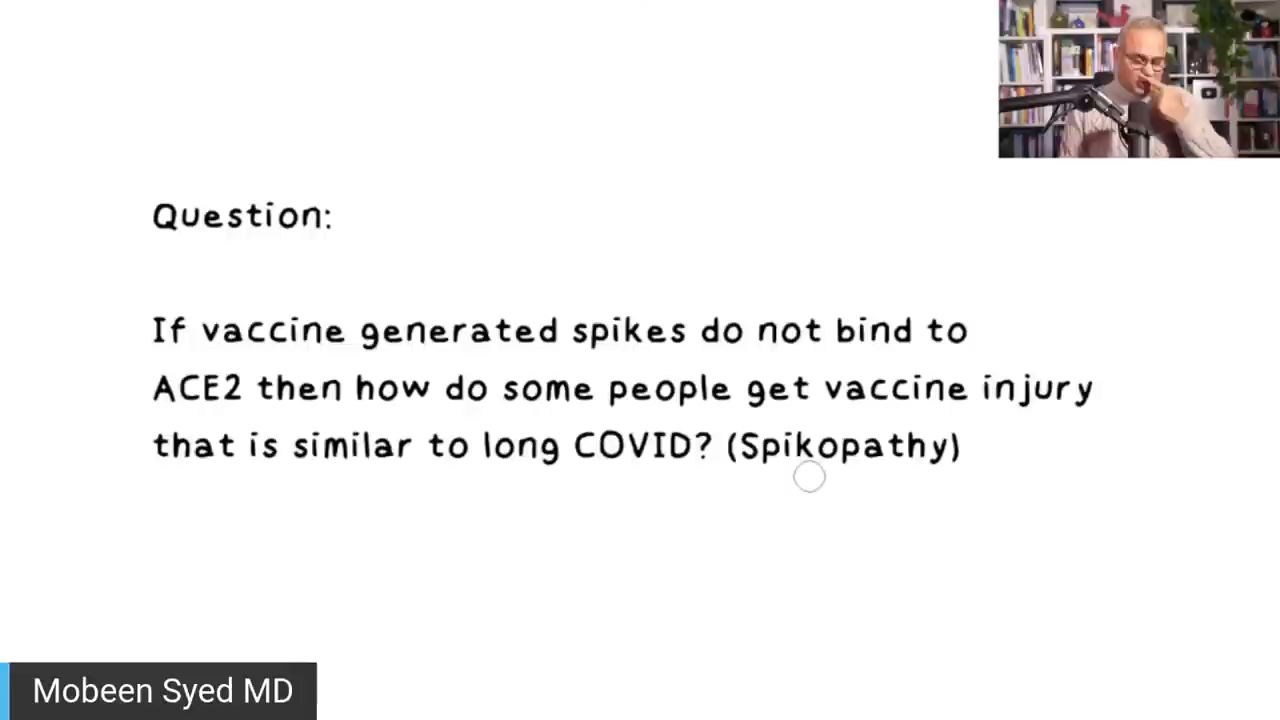 Question:
If vaccine generated spikes do not bind to
ACE2 then how do some people get vaccine injury
that is similar to long COVID? (Spikopathy)
Mobeen Syed MD